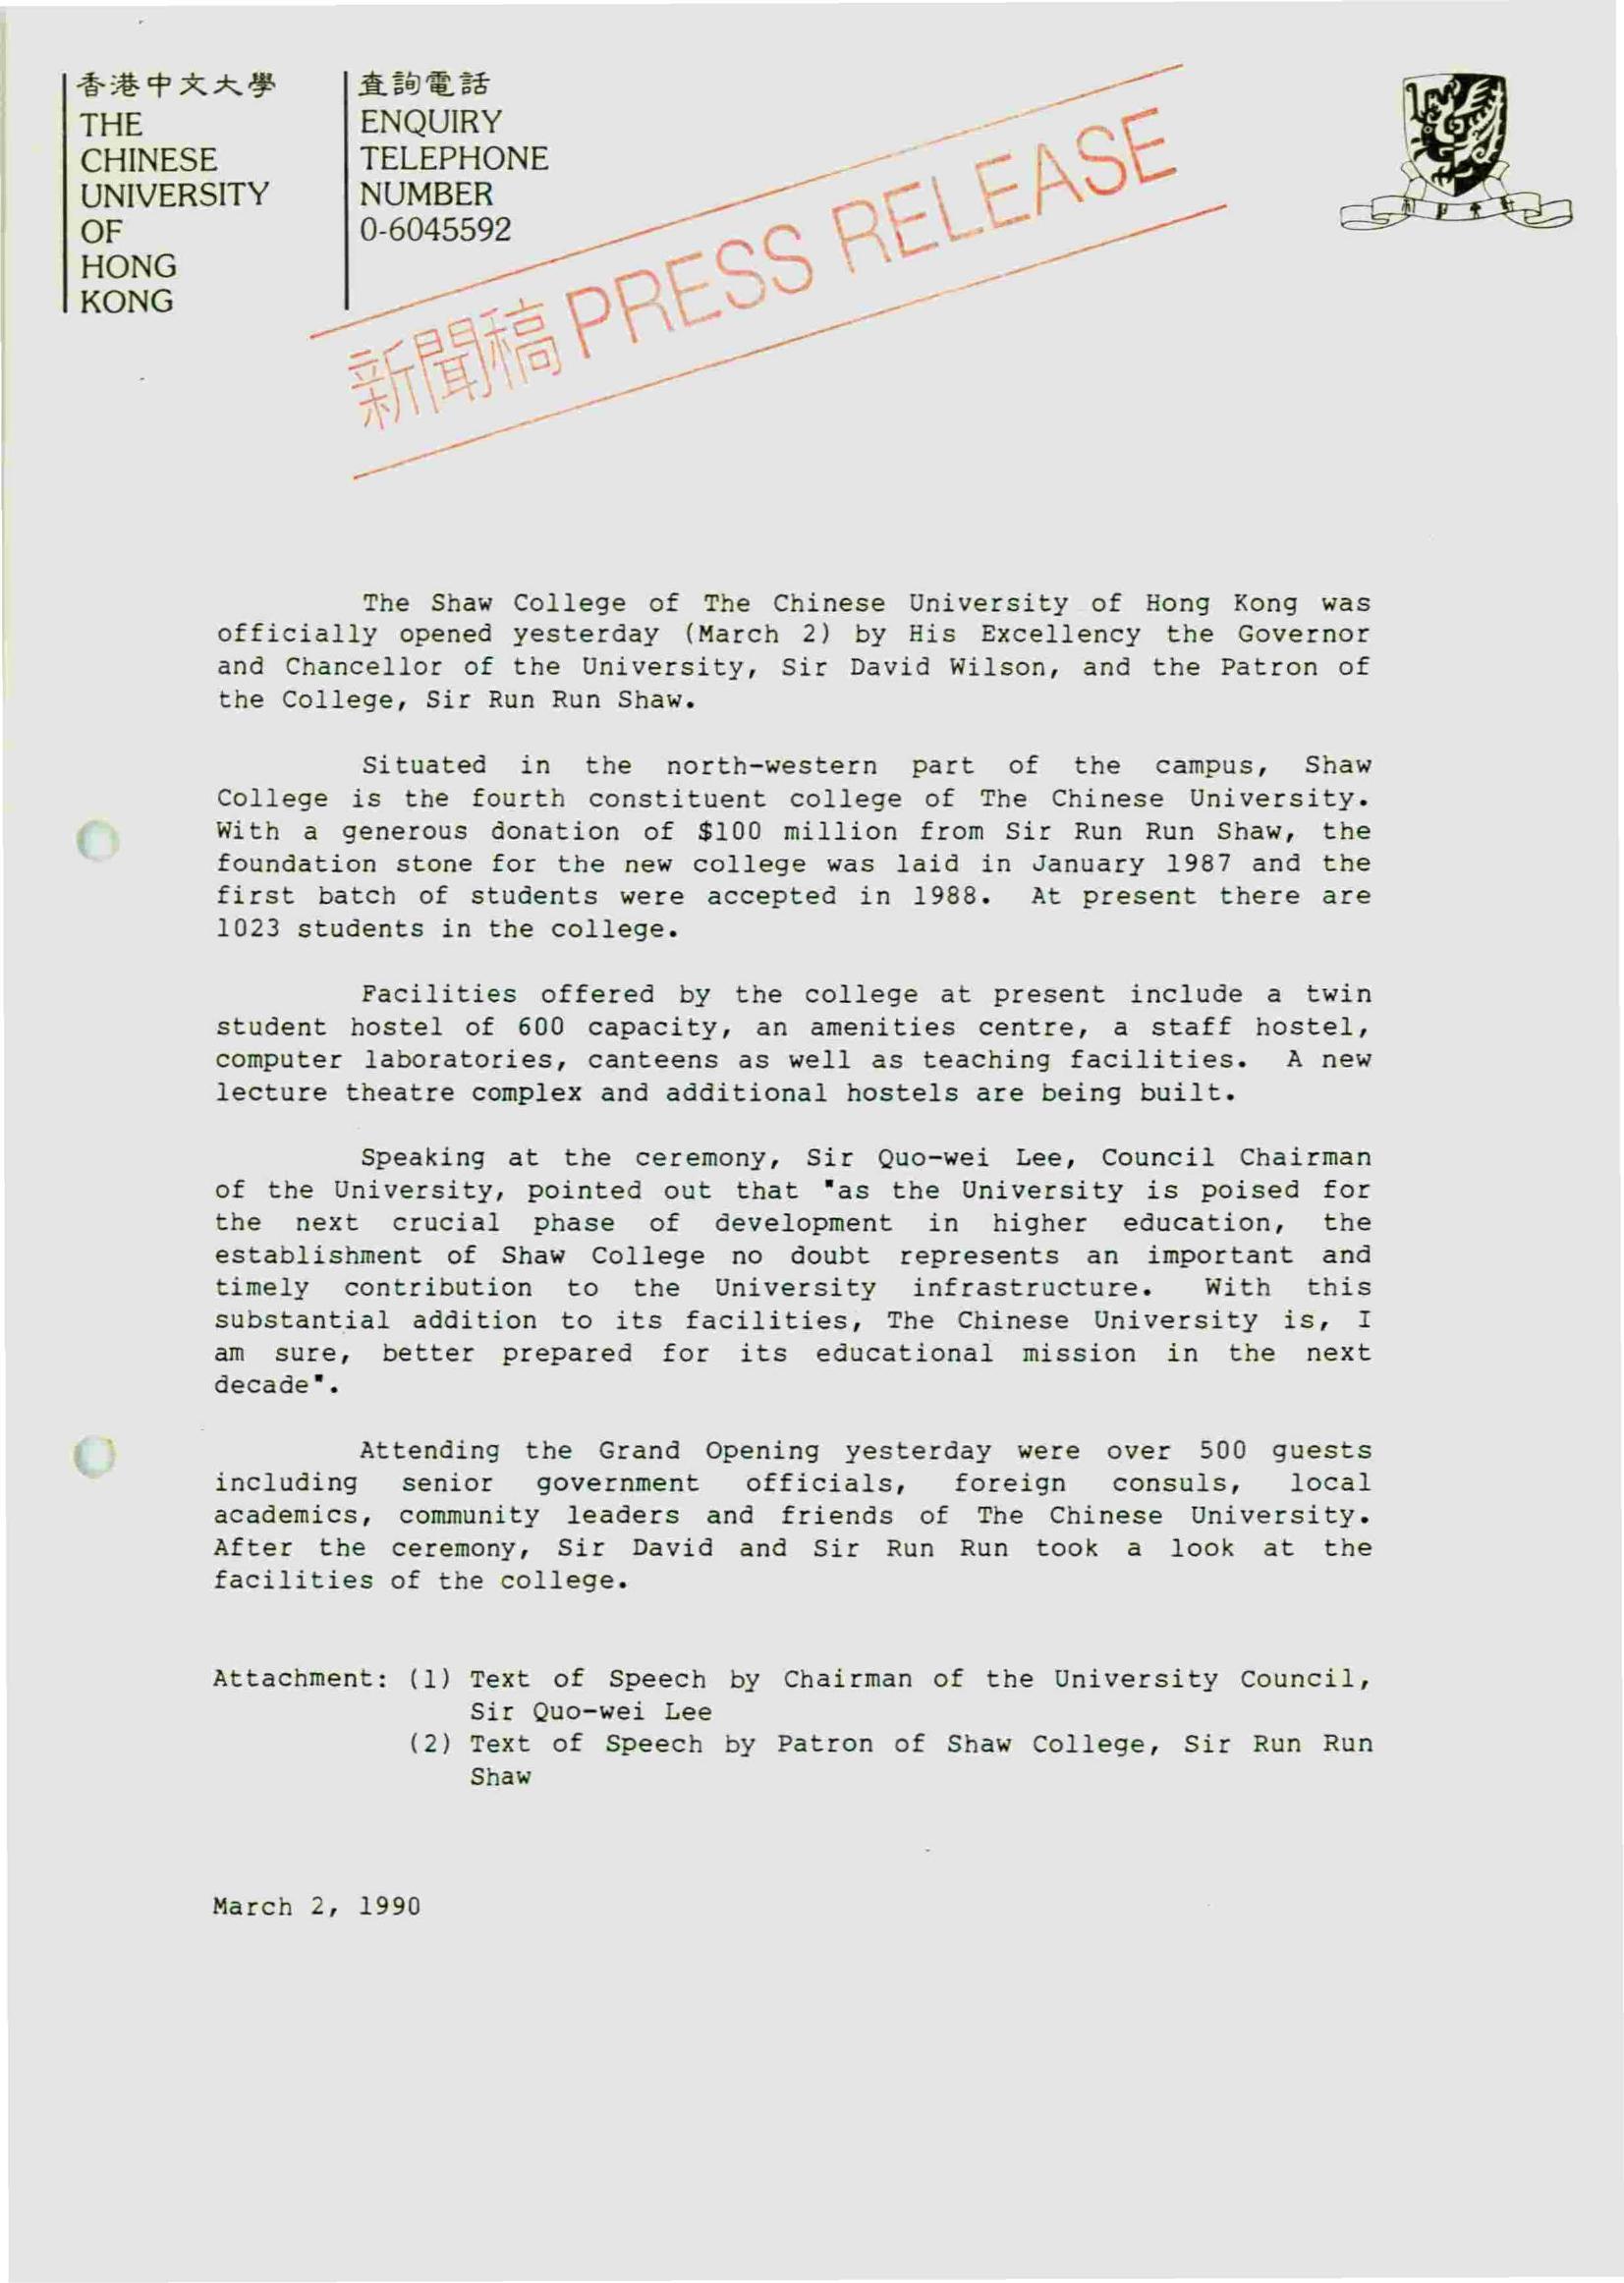 香港中文大學
THE
CHINESE
UNIVERSITY
OF
HONG
KONG
查詢電話
ENQUIRY
TELEPHONE
NUMBER
0-6045592
新聞稿 PRESS RELEASE
The Shaw College of The Chinese University of Hong Kong was
officially opened yesterday (March 2) by His Excellency the Governor
and Chancellor of the University, Sir David Wilson, and the Patron of
the College, Sir Run Run Shaw.
Situated in the north-western part of the campus, Shaw
College is the fourth constituent college of The Chinese University.
With a generous donation of $100 million from Sir Run Run Shaw, the
foundation stone for the new college was laid in January 1987 and the
first batch of students were accepted in 1988. At present there are
1023 students in the college.
Facilities offered by the college at present include a twin
student hostel of 600 capacity, an amenities centre, a staff hostel,
computer laboratories, canteens as well as teaching facilities. A new
lecture theatre complex and additional hostels are being built.
Speaking at the ceremony, Sir Quo-wei Lee, Council Chairman
of the University, pointed out that "as the University is poised for
the next crucial phase of development in higher education, the
establishment of Shaw College no doubt represents an important and
timely contribution to the University infrastructure. With this
substantial addition to its facilities, The Chinese University is, I
am sure, better prepared for its educational mission in the next
decade".
Attending the Grand Opening yesterday were over 500 guests
including senior government officials, foreign consuls, local
academics, community leaders and friends of The Chinese University.
After the ceremony, Sir David and Sir Run Run took a look at the
facilities of the college.
Attachment: (1) Text of Speech by Chairman of the University Council,
Sir Quo-wei Lee
(2) Text of Speech by Patron of Shaw College, Sir Run Run
Shaw
March 2, 1990